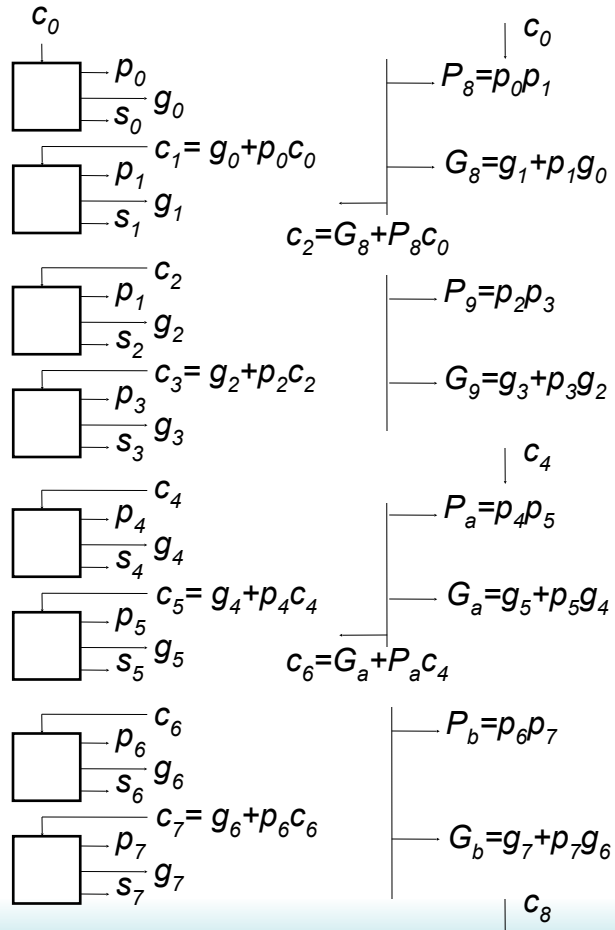 c₀
p₀
g₀
s₀
c₁= g₀+p₀c₀
p₁
g₁
s₁
c₂
p₁
g₂
s₂
c₃= g₂+p₂c₂
p₃
g₃
s₃
c₄
p₄
g₄
s₄
c₅= g₄+p₄c₄
p₅
g₅
s₅
c₆
p₆
g₆
s₆
c₇= g₆+p₆c₆
p₇
g₇
s₇
c₀
P₈=p₀p₁
G₈=g₁+p₁g₀
c₂=G₈+P₈c₀
P₉=p₂p₃
G₉=g₃+p₃g₂
c₄
Pₐ=p₄p₅
Gₐ=g₅+p₅g₄
c₆=Gₐ+Pₐc₄
P_b=p₆p₇
G_b=g₇+p₇g₆
c₈